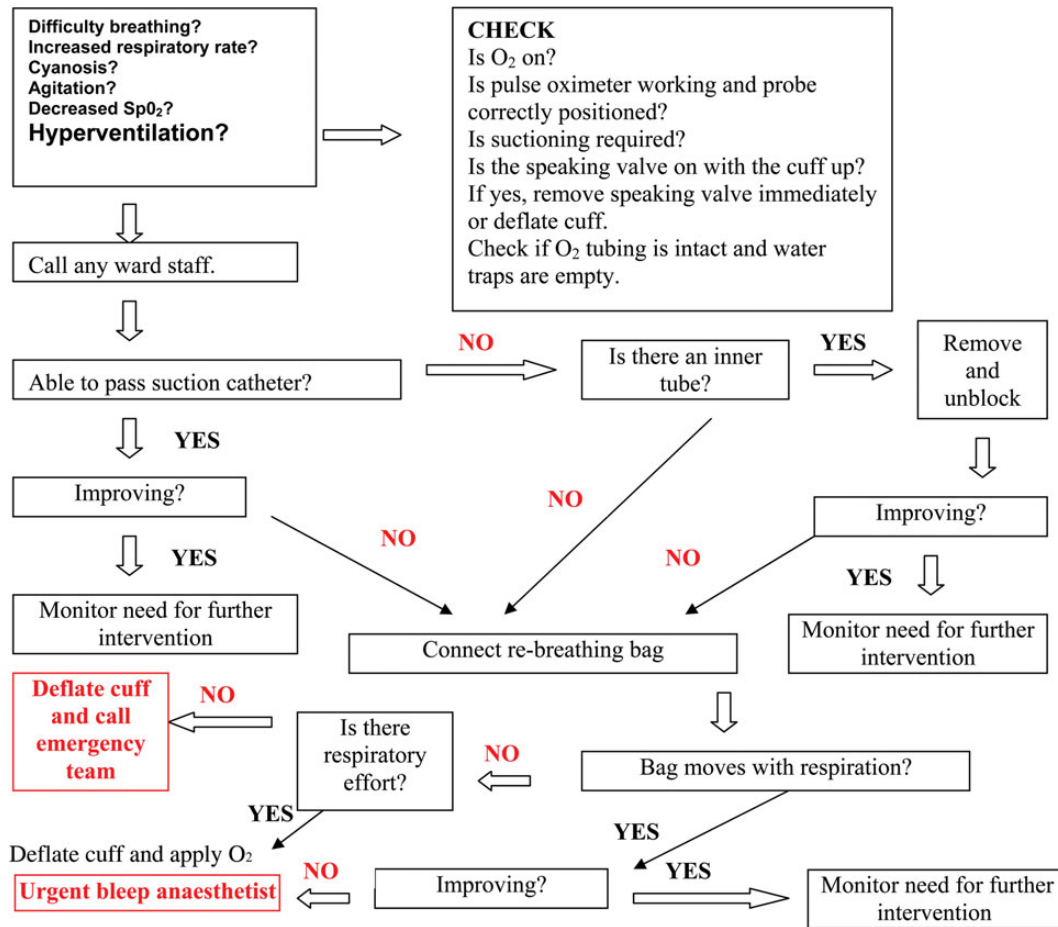 Difficulty breathing?
Increased respiratory rate?
Cyanosis?
Agitation?
Decreased Sp0₂?
Hyperventilation?
CHECK
Is O₂ on?
Is pulse oximeter working and probe
correctly positioned?
Is suctioning required?
Is the speaking valve on with the cuff up?
If yes, remove speaking valve immediately
or deflate cuff.
Check if O₂ tubing is intact and water
traps are empty.
Call any ward staff.
Able to pass suction catheter?
NO
Is there an inner
tube?
YES
Remove
and
unblock
YES
Improving?
NO
NO
NO
Improving?
YES
YES
Monitor need for further
intervention
Connect re-breathing bag
Monitor need for further
intervention
Deflate cuff
and call
emergency
team
NO
Is there
respiratory
effort?
NO
Bag moves with respiration?
YES
YES
Deflate cuff and apply O₂
Urgent bleep anaesthetist
NO
Improving?
YES
Monitor need for further
intervention